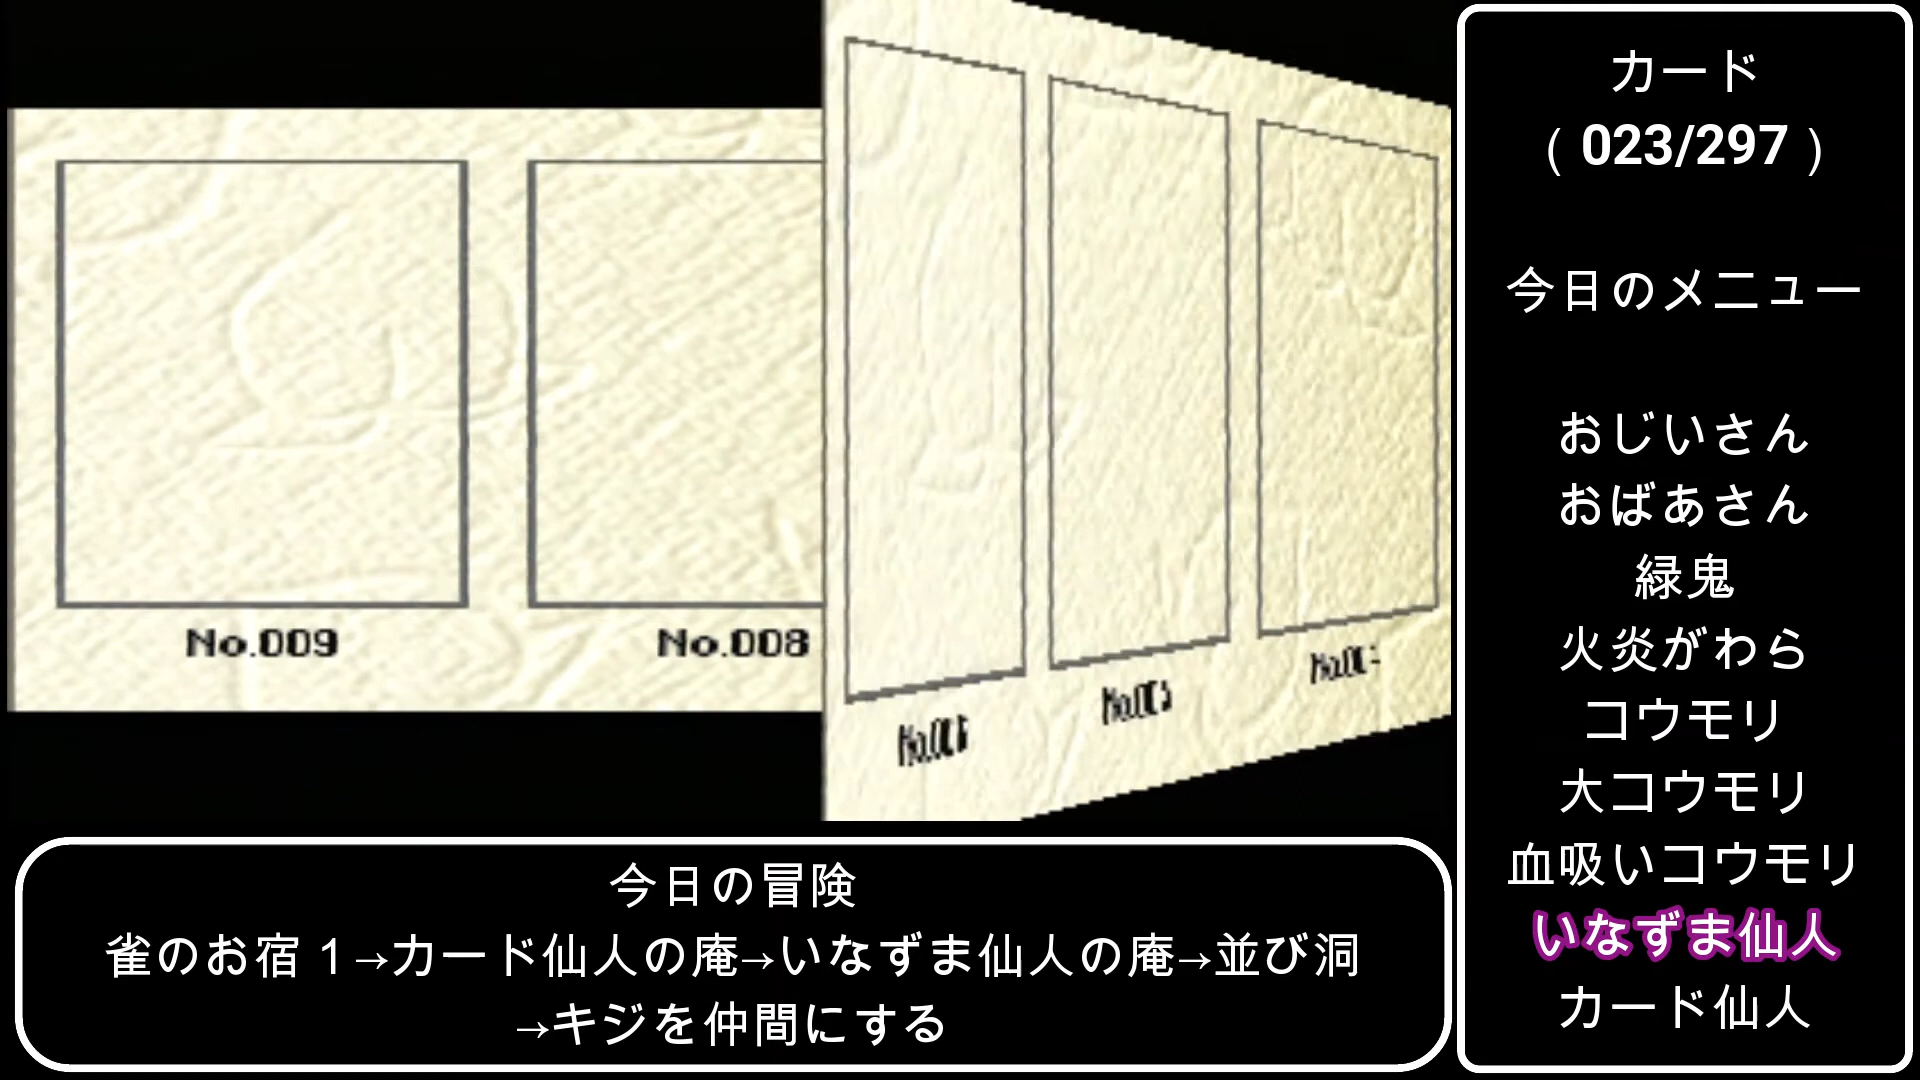 No.009
No.008
カード
（023/297）
今日のメニュー
おじいさん
おばあさん
緑鬼
火炎がわら
コウモリ
大コウモリ
血吸いコウモリ
いなずま仙人
カード仙人
今日の冒険
雀のお宿1→カード仙人の庵→いなずま仙人の庵→並び洞
→キジを仲間にする